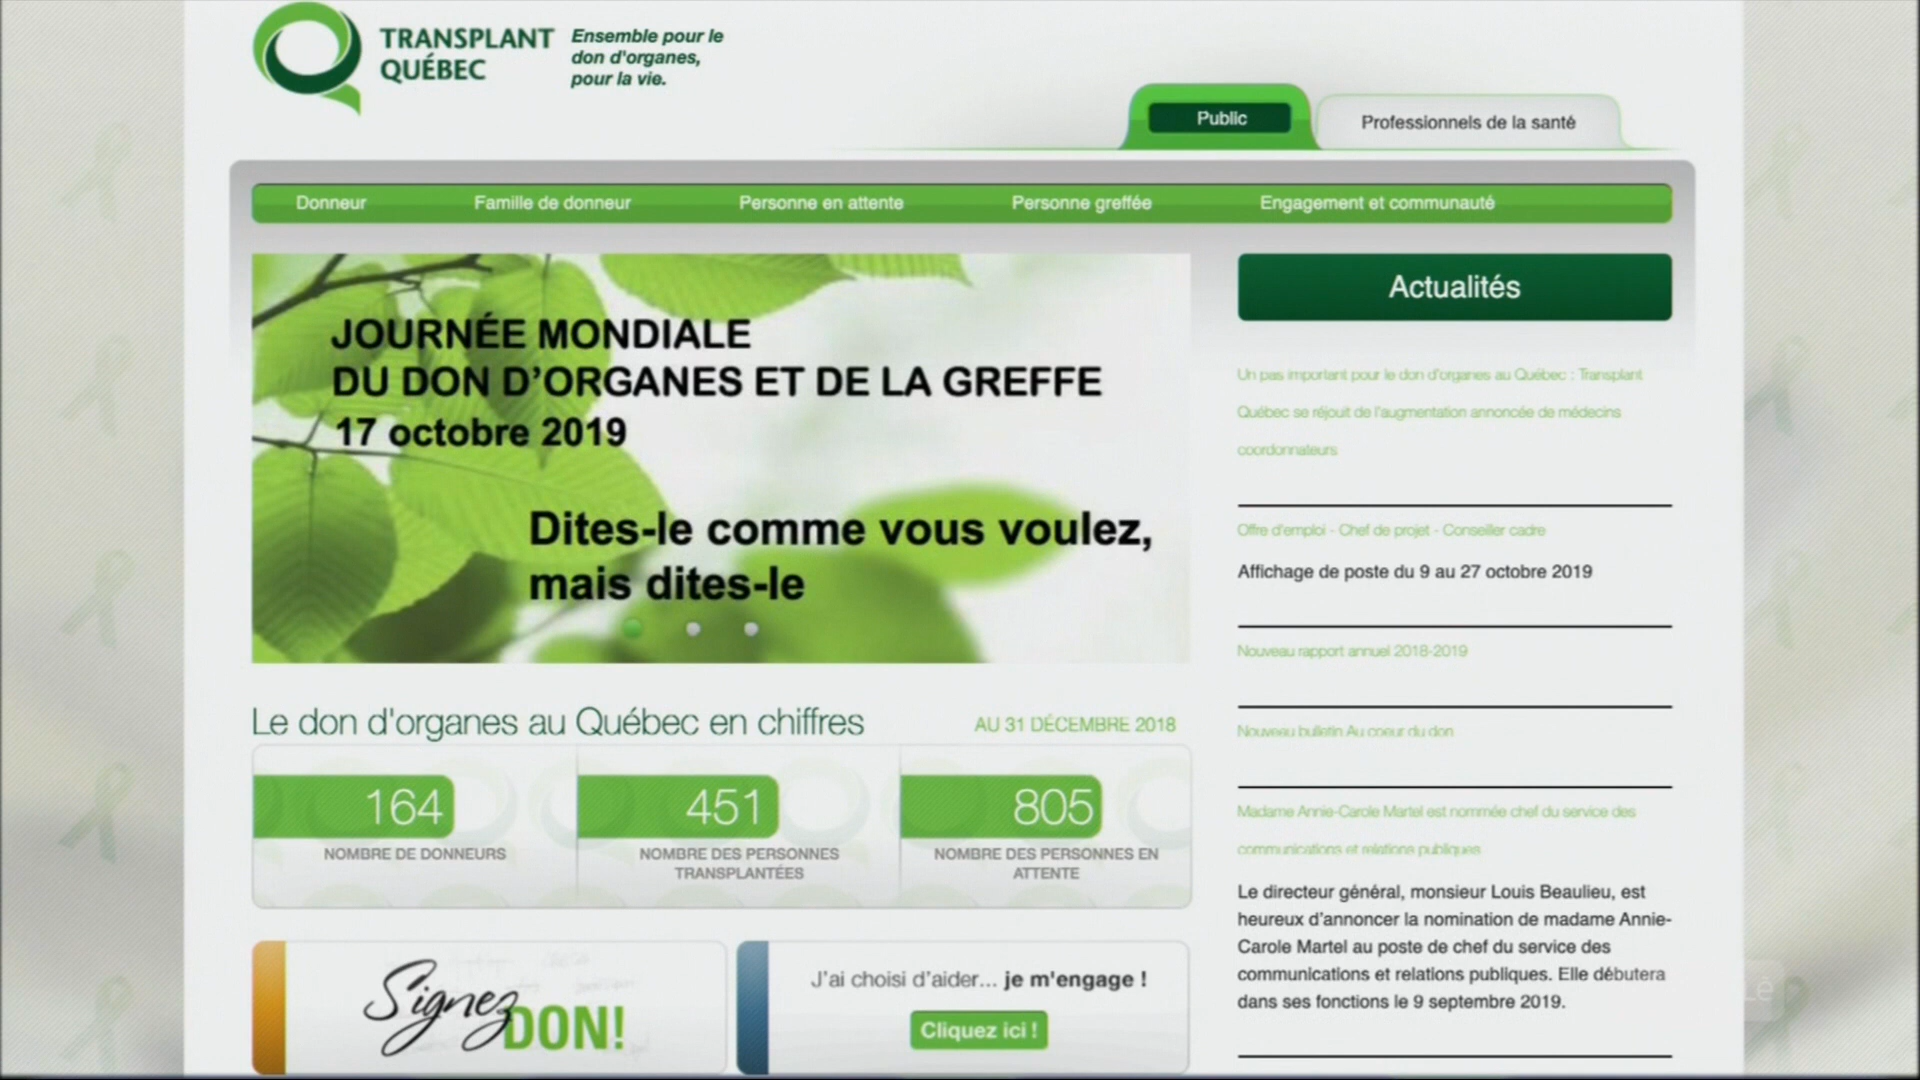 TRANSPLANT
QUÉBEC
Ensemble pour le
don d'organes,
pour la vie.
Public
Professionnels de la santé
Donneur
Famille de donneur
Personne en attente
Personne greffée
Engagement et communauté
JOURNÉE MONDIALE
DU DON D'ORGANES ET DE LA GREFFE
17 octobre 2019
Dites-le comme vous voulez,
mais dites-le
Le don d'organes au Québec en chiffres
AU 31 DÉCEMBRE 2018
164
NOMBRE DE DONNEURS
451
NOMBRE DES PERSONNES
TRANSPLANTÉES
805
NOMBRE DES PERSONNES EN
ATTENTE
Signez
DON!
J'ai choisi d'aider... je m'engage !
Cliquez ici !
Actualités
Un pas important pour le don d'organes au Québec : Transplant
Québec se réjouit de l'augmentation annoncée de médecins
coordonnateurs
Offre d'emploi - Chef de projet - Conseiller cadre
Affichage de poste du 9 au 27 octobre 2019
Nouveau rapport annuel 2018-2019
Nouveau bulletin Au coeur du don
Madame Annie-Carole Martel est nommée chef du service des
communications et relations publiques
Le directeur général, monsieur Louis Beaulieu, est
heureux d'annoncer la nomination de madame Annie-
Carole Martel au poste de chef du service des
communications et relations publiques. Elle débutera
dans ses fonctions le 9 septembre 2019.